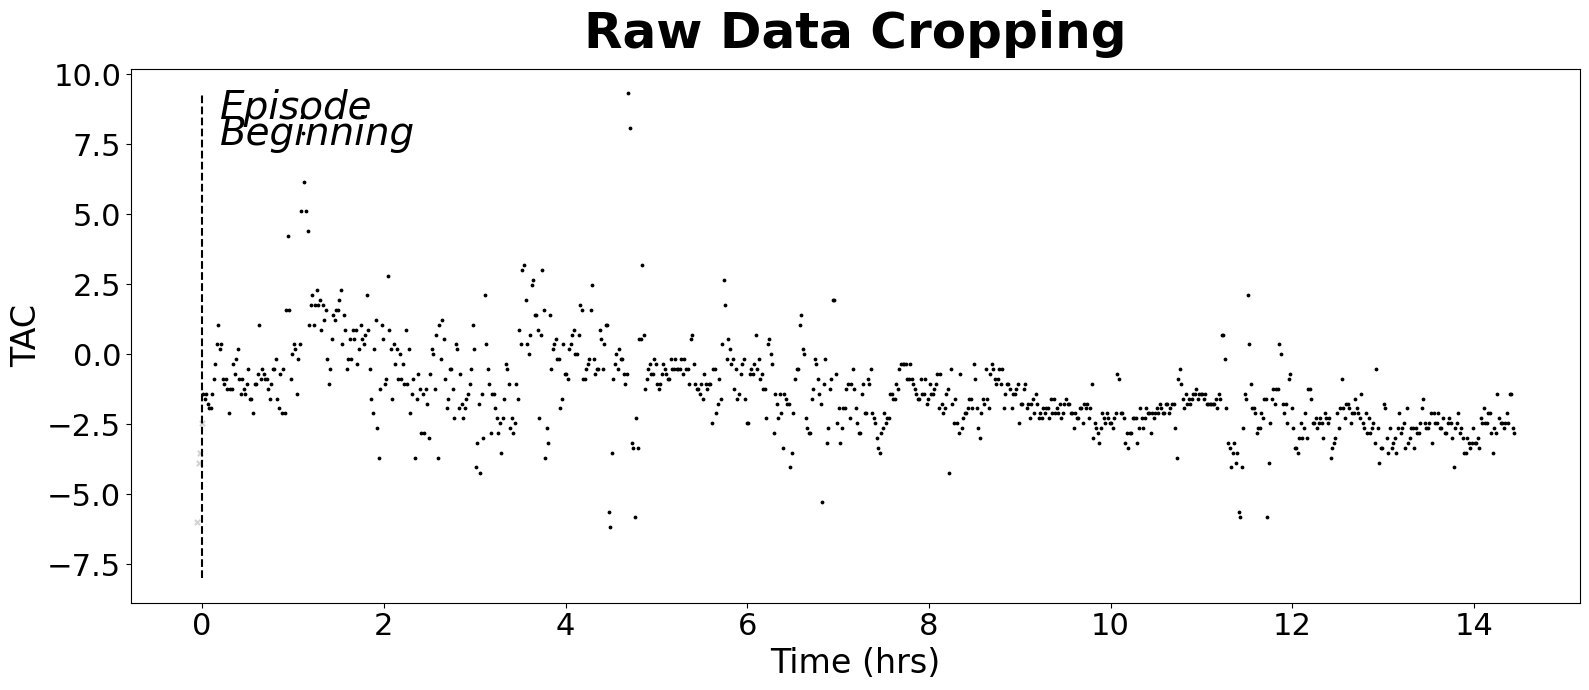 Raw Data Cropping
10.0
7.5
5.0
2.5
0.0
−2.5
−5.0
−7.5
TAC
Episode
Beginning
0 2 4 6 8 10 12 14
Time (hrs)